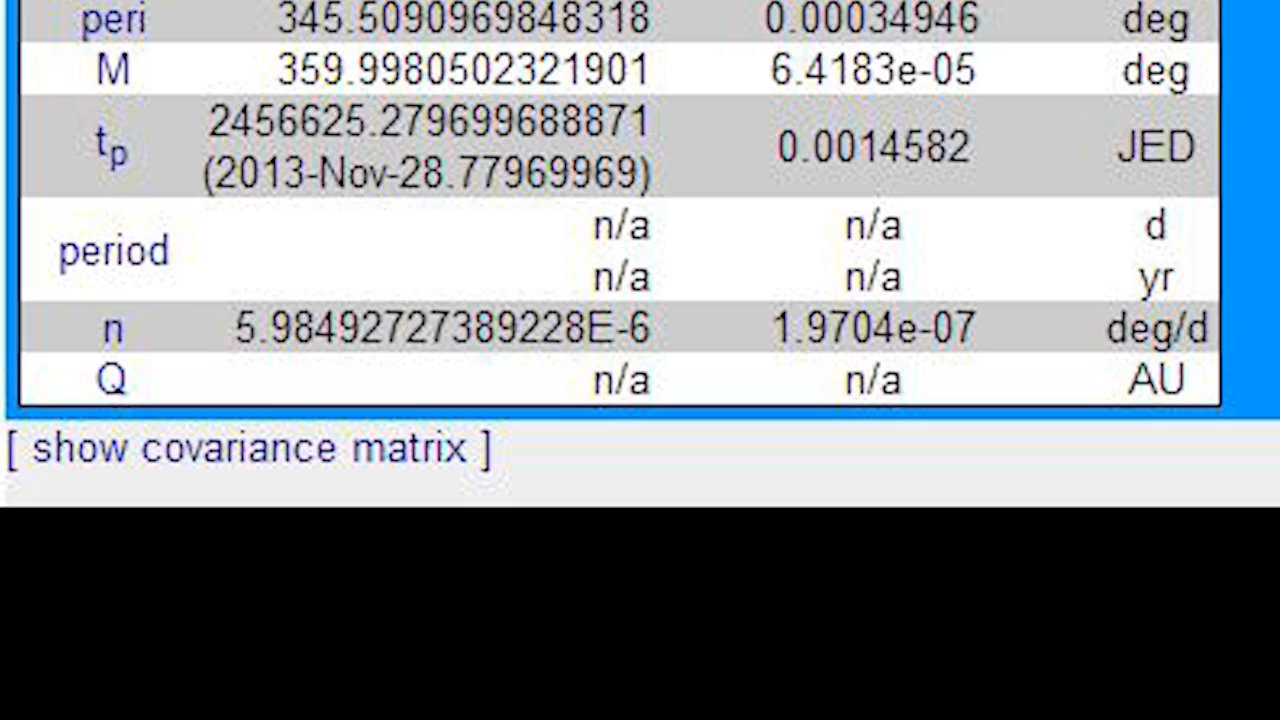 peri 345.5090969848318 0.00034946 deg
M 359.9980502321901 6.4183e-05 deg
tp 2456625.279699688871 0.0014582 JED
(2013-Nov-28.77969969)
period n/a n/a d
n/a n/a yr
n 5.98492727389228E-6 1.9704e-07 deg/d
Q n/a n/a AU
[ show covariance matrix ]